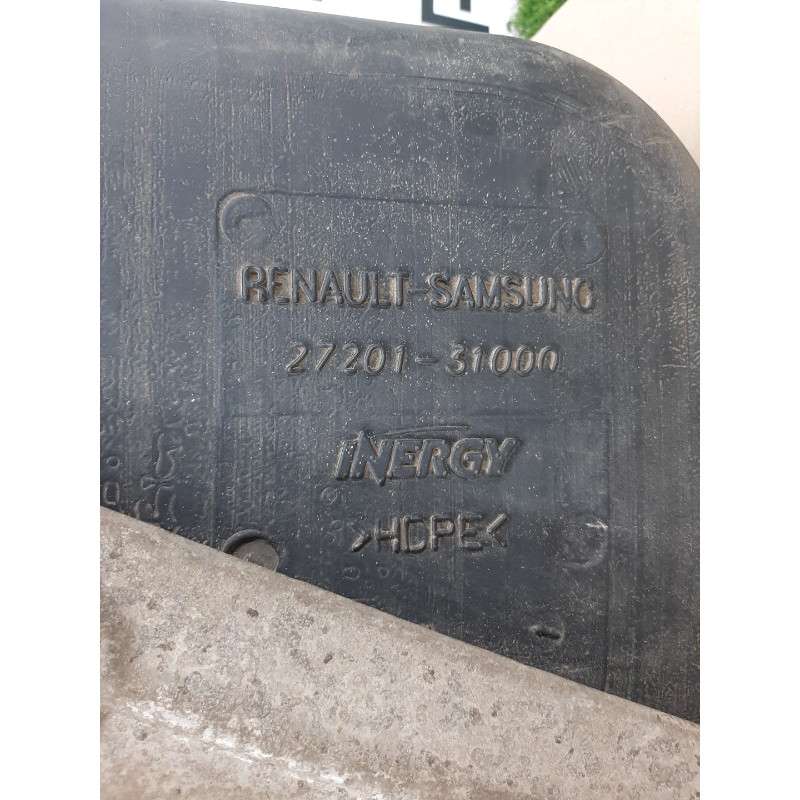 RENAULT-SAMSUNG
27201-31000
INERGY
>HDPE<